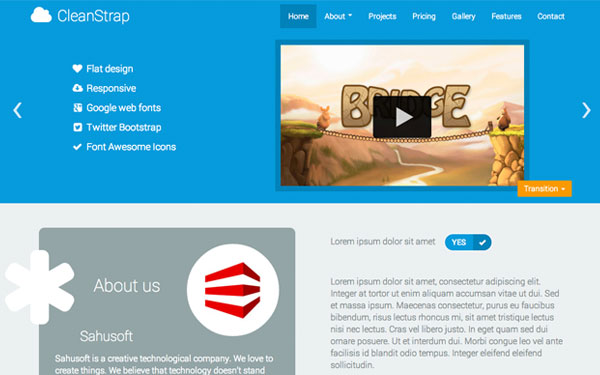 CleanStrap
Home About Projects Pricing Gallery Features Contact
Flat design
Responsive
Google web fonts
Twitter Bootstrap
Font Awesome Icons
BRIDGE
Transition
About us
Sahusoft
Sahusoft is a creative technological company. We love to
create things. We believe that technology doesn't stand
Lorem ipsum dolor sit amet YES
Lorem ipsum dolor sit amet, consectetur adipiscing elit.
Integer at tortor in enim aliquam accumsan vitae ut dui. Sed
et massa ipsum. Maecenas consectetur, purus eu faucibus
bibendum, risus lectus rhoncus mi, sit amet tristique lectus
nisi nec lectus. Cras vel libero justo. In eget quam sed dui
ornare posuere. Ut et interdum dui. Morbi congue leo vel ante
facilisis id blandit odio tempus. Integer eleifend eleifend
sollicitudin.